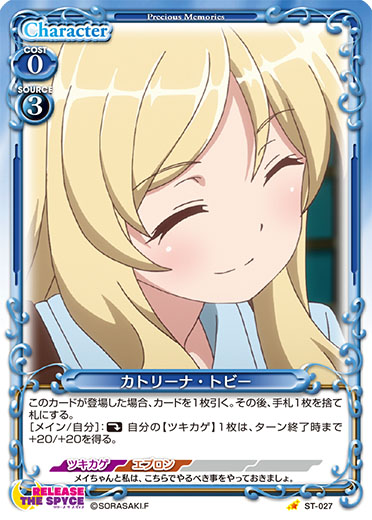 Precious Memories
Character
COST
0
SOURCE
3
カトリーナ・トビー
このカードが登場した場合、カードを1枚引く。その後、手札1枚を捨て
札にする。
[メイン/自分]: 自分の【ツキカゲ】1枚は、ターン終了時まで
+20/+20を得る。
ツキカゲ エプロン
メイちゃんと私は、こちらでやるべき事をやっておきましょ。
RELEASE
THE SPYCE
©SORASAKI.F
ST-027